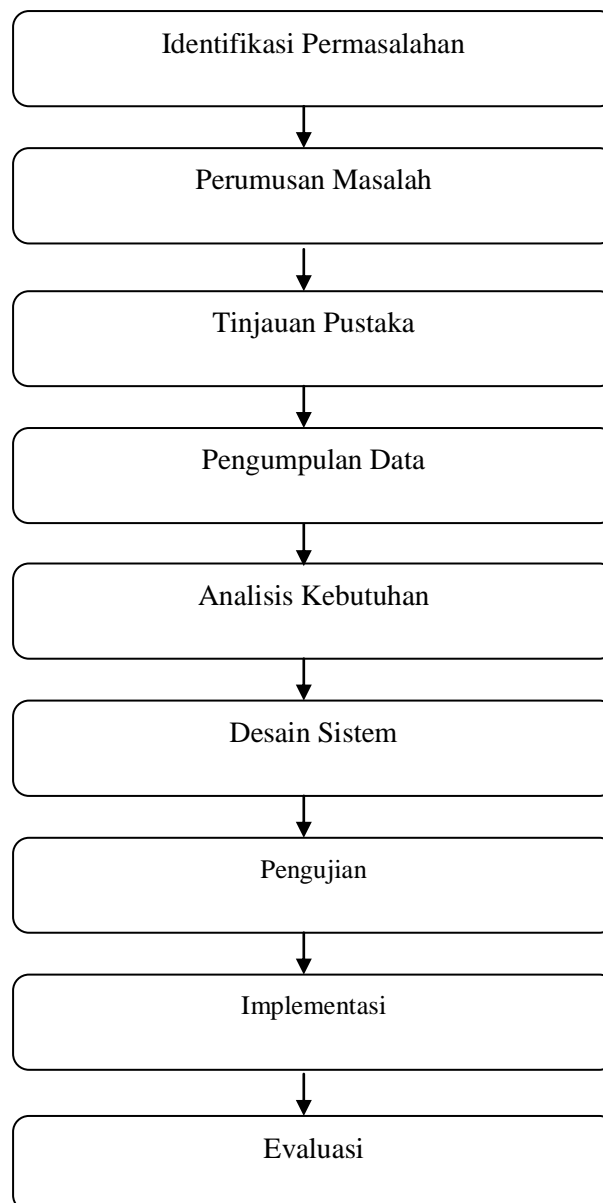 Identifikasi Permasalahan
Perumusan Masalah
Tinjauan Pustaka
Pengumpulan Data
Analisis Kebutuhan
Desain Sistem
Pengujian
Implementasi
Evaluasi